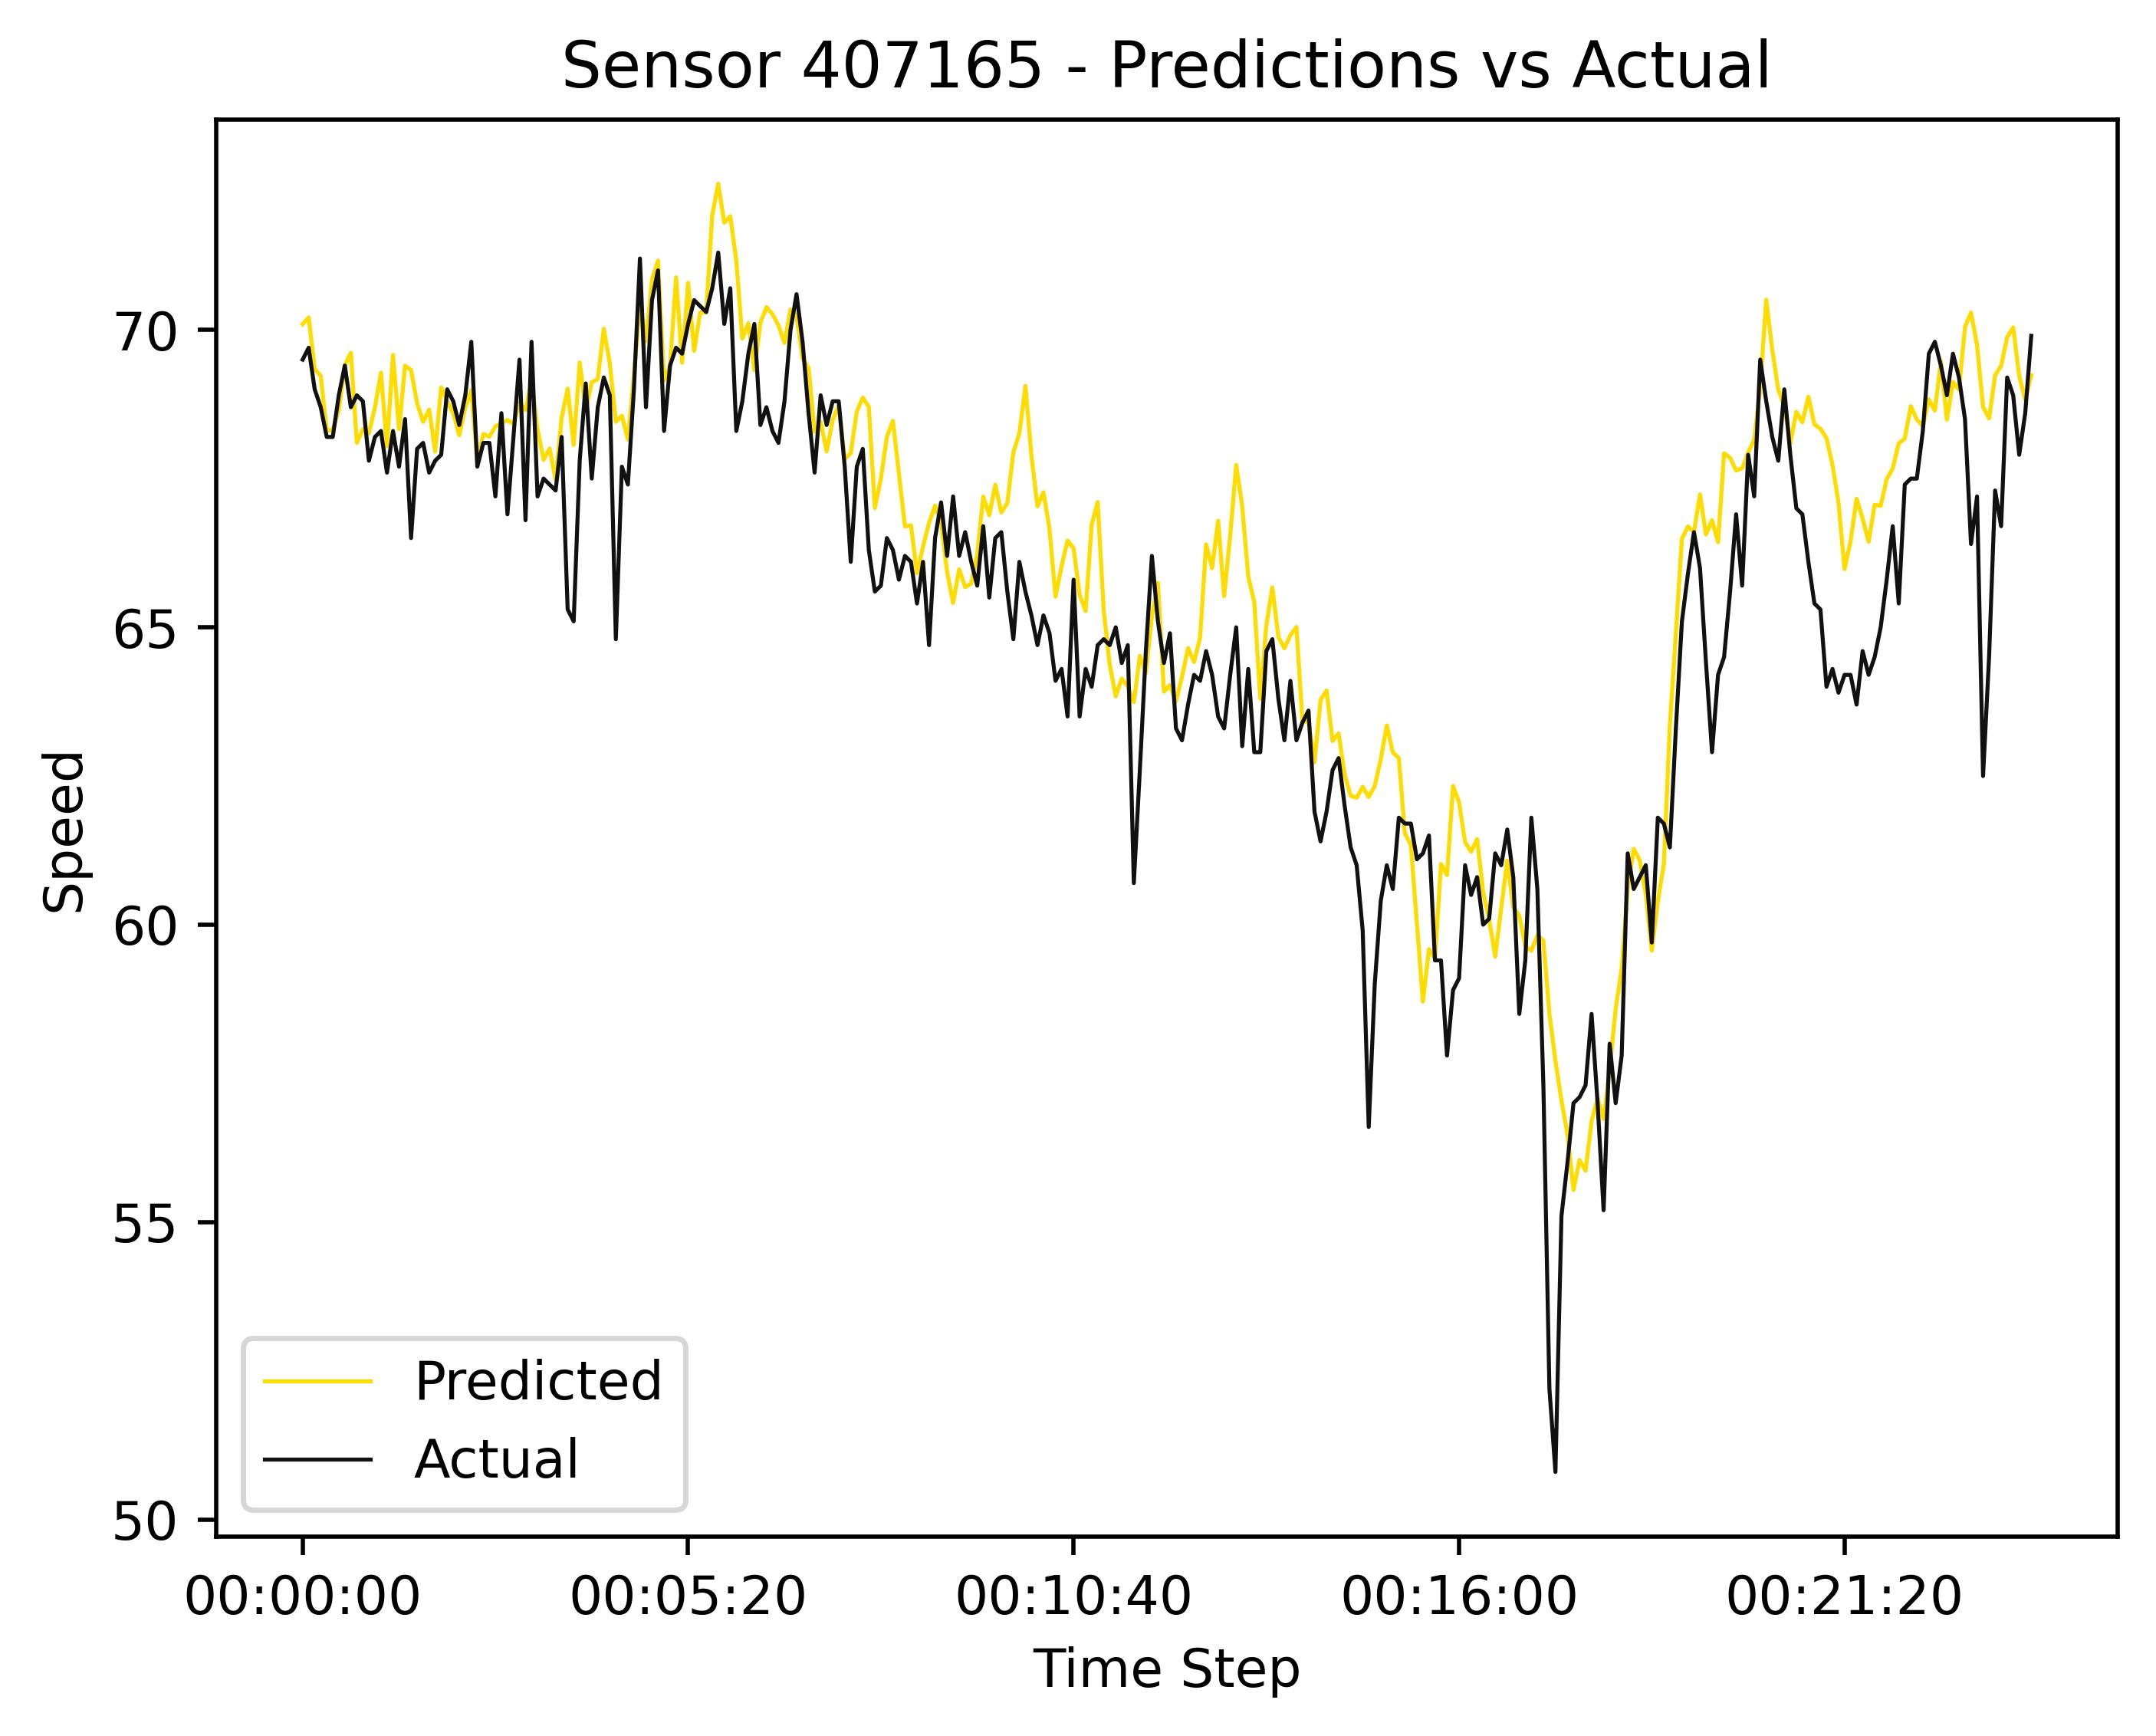 Sensor 407165 - Predictions vs Actual
Speed
70
65
60
55
50
Predicted
Actual
00:00:00 00:05:20 00:10:40 00:16:00 00:21:20
Time Step